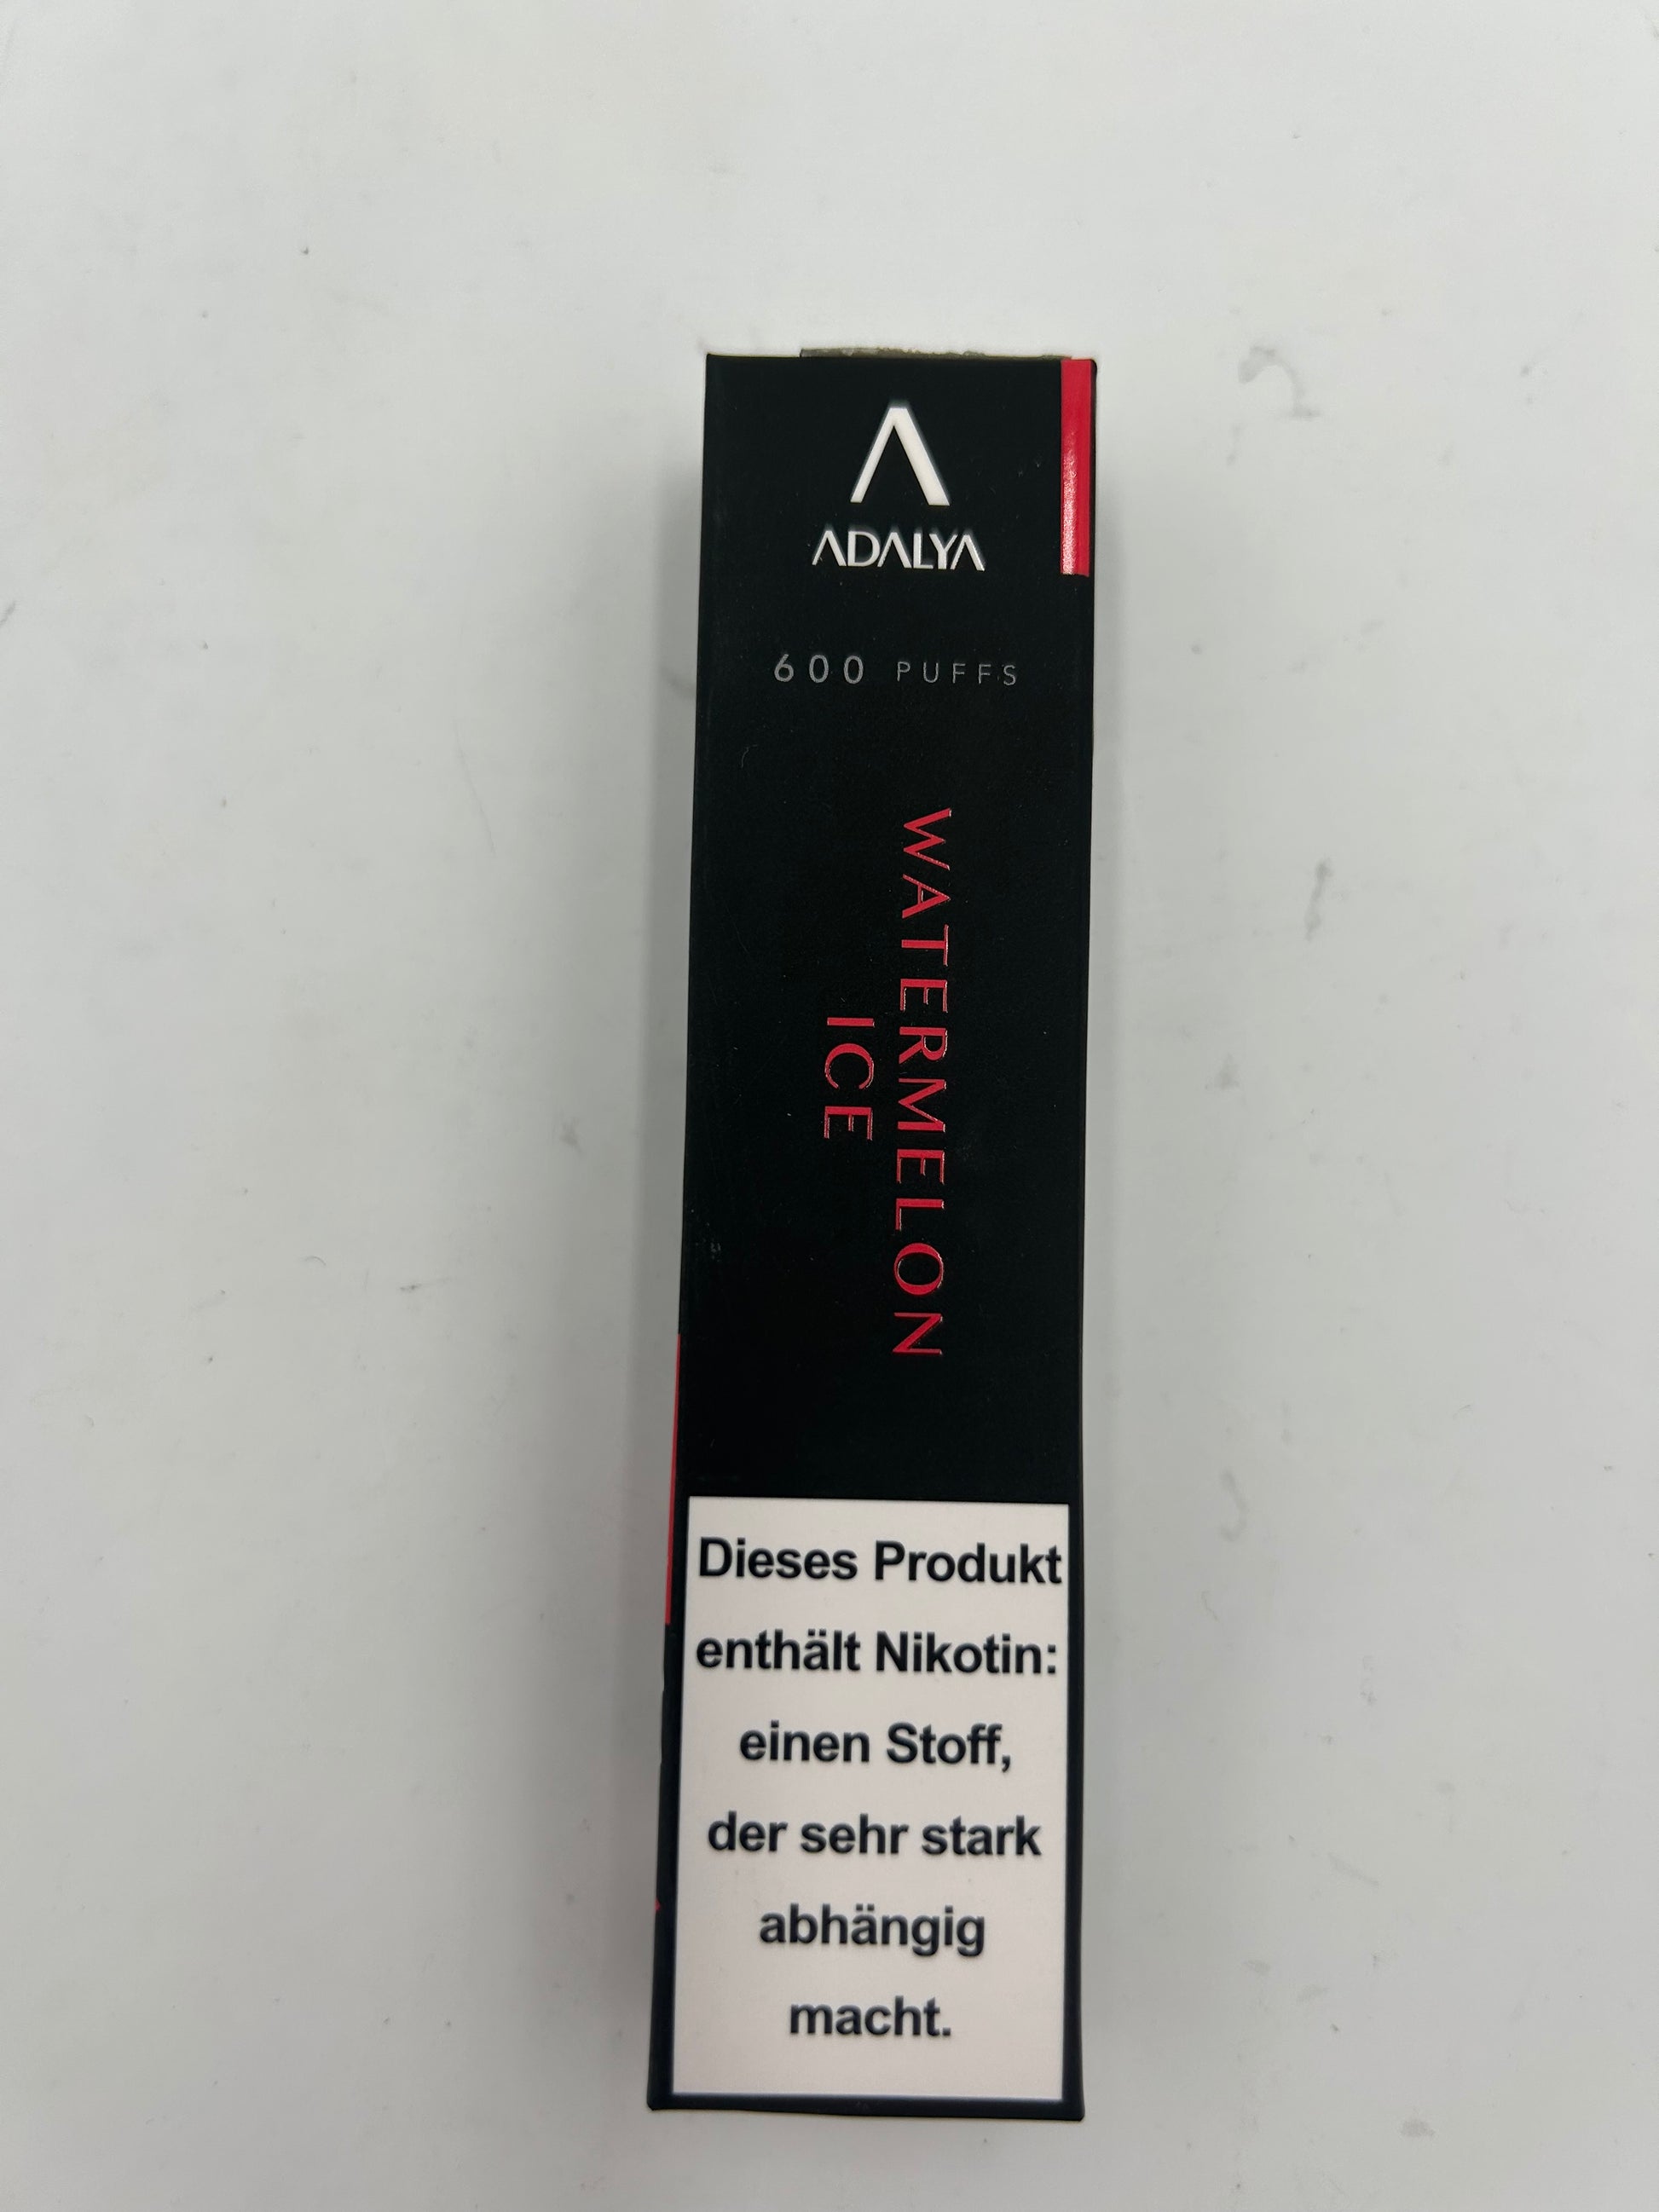 ADALYA
600 PUFFS
WATERMELON
ICE
Dieses Produkt
enthält Nikotin:
einen Stoff,
der sehr stark
abhängig
macht.